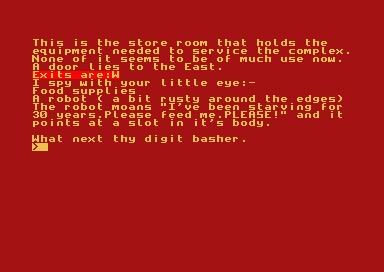 This is the store room that holds the
equipment needed to service the complex.
None of it seems to be of much use now.
A door lies to the East.
Exits are:W
I spy with your little eye:-
Food supplies
A robot ( a bit rusty around the edges)
The robot moans "I've been starving for
30 years.Please feed me.PLEASE!" and it
points at a slot in it's body.
What next thy digit basher.
>